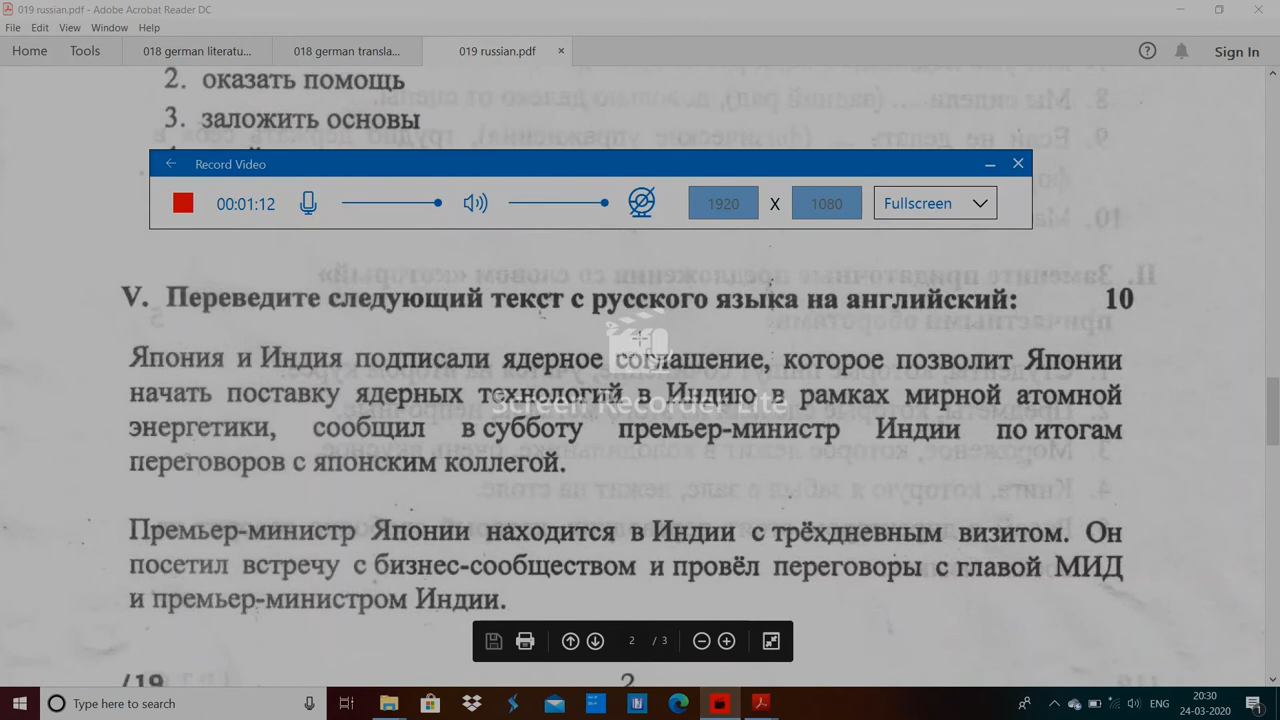 019 russian.pdf - Adobe Acrobat Reader DC
File Edit View Window Help
Home Tools 018 german literatu... 018 german transla... 019 russian.pdf × Sign In
2. оказать помощь
3. заложить основы
Record Video
00:01:12 1920 X 1080 Fullscreen
V. Переведите следующий текст с русского языка на английский: 10
Япония и Индия подписали ядерное соглашение, которое позволит Японии
начать поставку ядерных технологий в Индию в рамках мирной атомной
Screen Recorder Lite
энергетики, сообщил в субботу премьер-министр Индии по итогам
переговоров с японским коллегой.
Премьер-министр Японии находится в Индии с трёхдневным визитом. Он
посетил встречу с бизнес-сообществом и провёл переговоры с главой МИД
и премьер-министром Индии.
2 / 3
/19 2
Type here to search ENG 20:30
24-03-2020